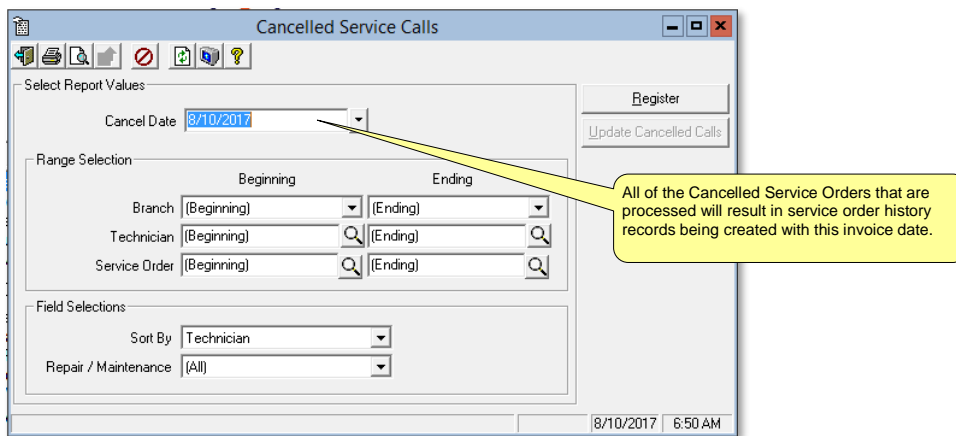 Cancelled Service Calls
Select Report Values
Cancel Date 8/10/2017
Register
Update Cancelled Calls
Range Selection
Beginning Ending
Branch (Beginning) (Ending)
Technician (Beginning) (Ending)
Service Order (Beginning) (Ending)
All of the Cancelled Service Orders that are
processed will result in service order history
records being created with this invoice date.
Field Selections
Sort By Technician
Repair / Maintenance (All)
8/10/2017 6:50 AM